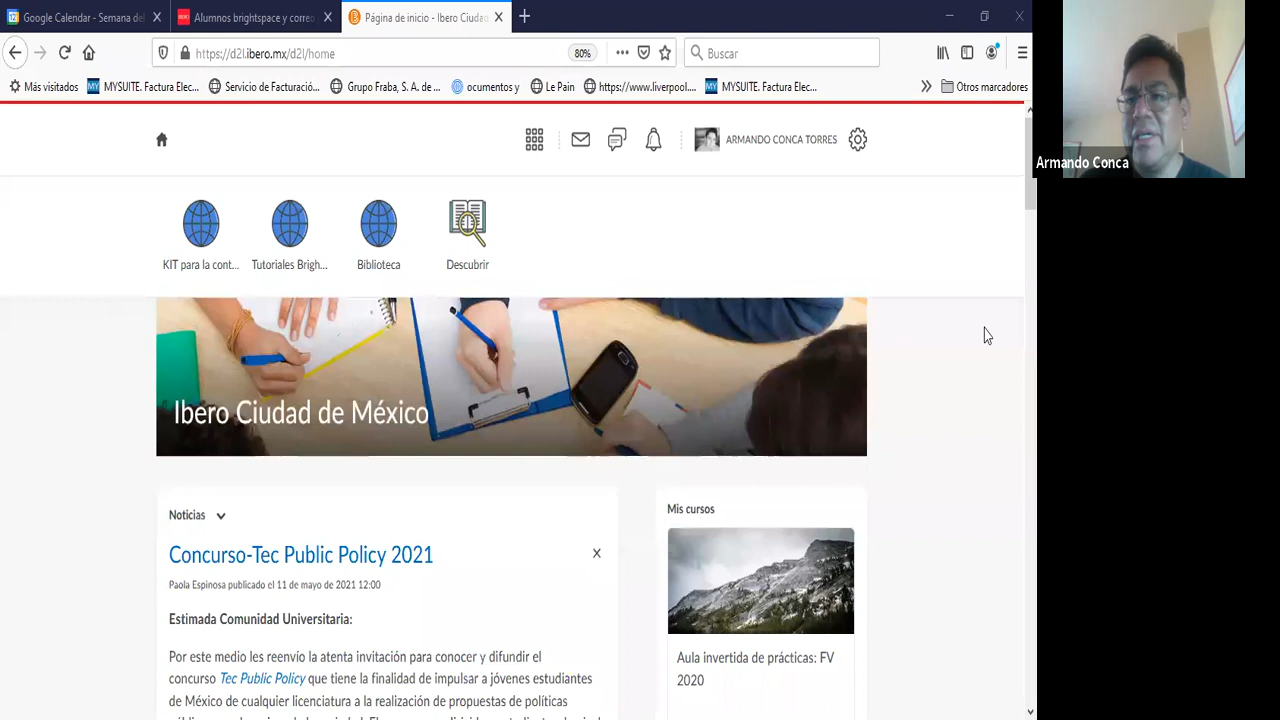 Google Calendar - Semana del
Alumnos brightspace y correo
Página de inicio - Ibero Ciudad
https://d2l.ibero.mx/d2l/home
80%
Buscar
Más visitados
MYSUITE. Factura Elec...
Servicio de Facturació...
Grupo Fraba, S. A. de ...
ocumentos y
Le Pain
https://www.liverpool....
MYSUITE. Factura Elec...
Otros marcadores
ARMANDO CONCA TORRES
Armando Conca
KIT para la cont...
Tutoriales Brigh...
Biblioteca
Descubrir
Ibero Ciudad de México
Noticias
Concurso-Tec Public Policy 2021
Paola Espinosa publicado el 11 de mayo de 2021 12:00
Estimada Comunidad Universitaria:
Por este medio les reenvío la atenta invitación para conocer y difundir el
concurso Tec Public Policy que tiene la finalidad de impulsar a jóvenes estudiantes
de México de cualquier licenciatura a la realización de propuestas de políticas
Mis cursos
Aula invertida de prácticas: FV
2020